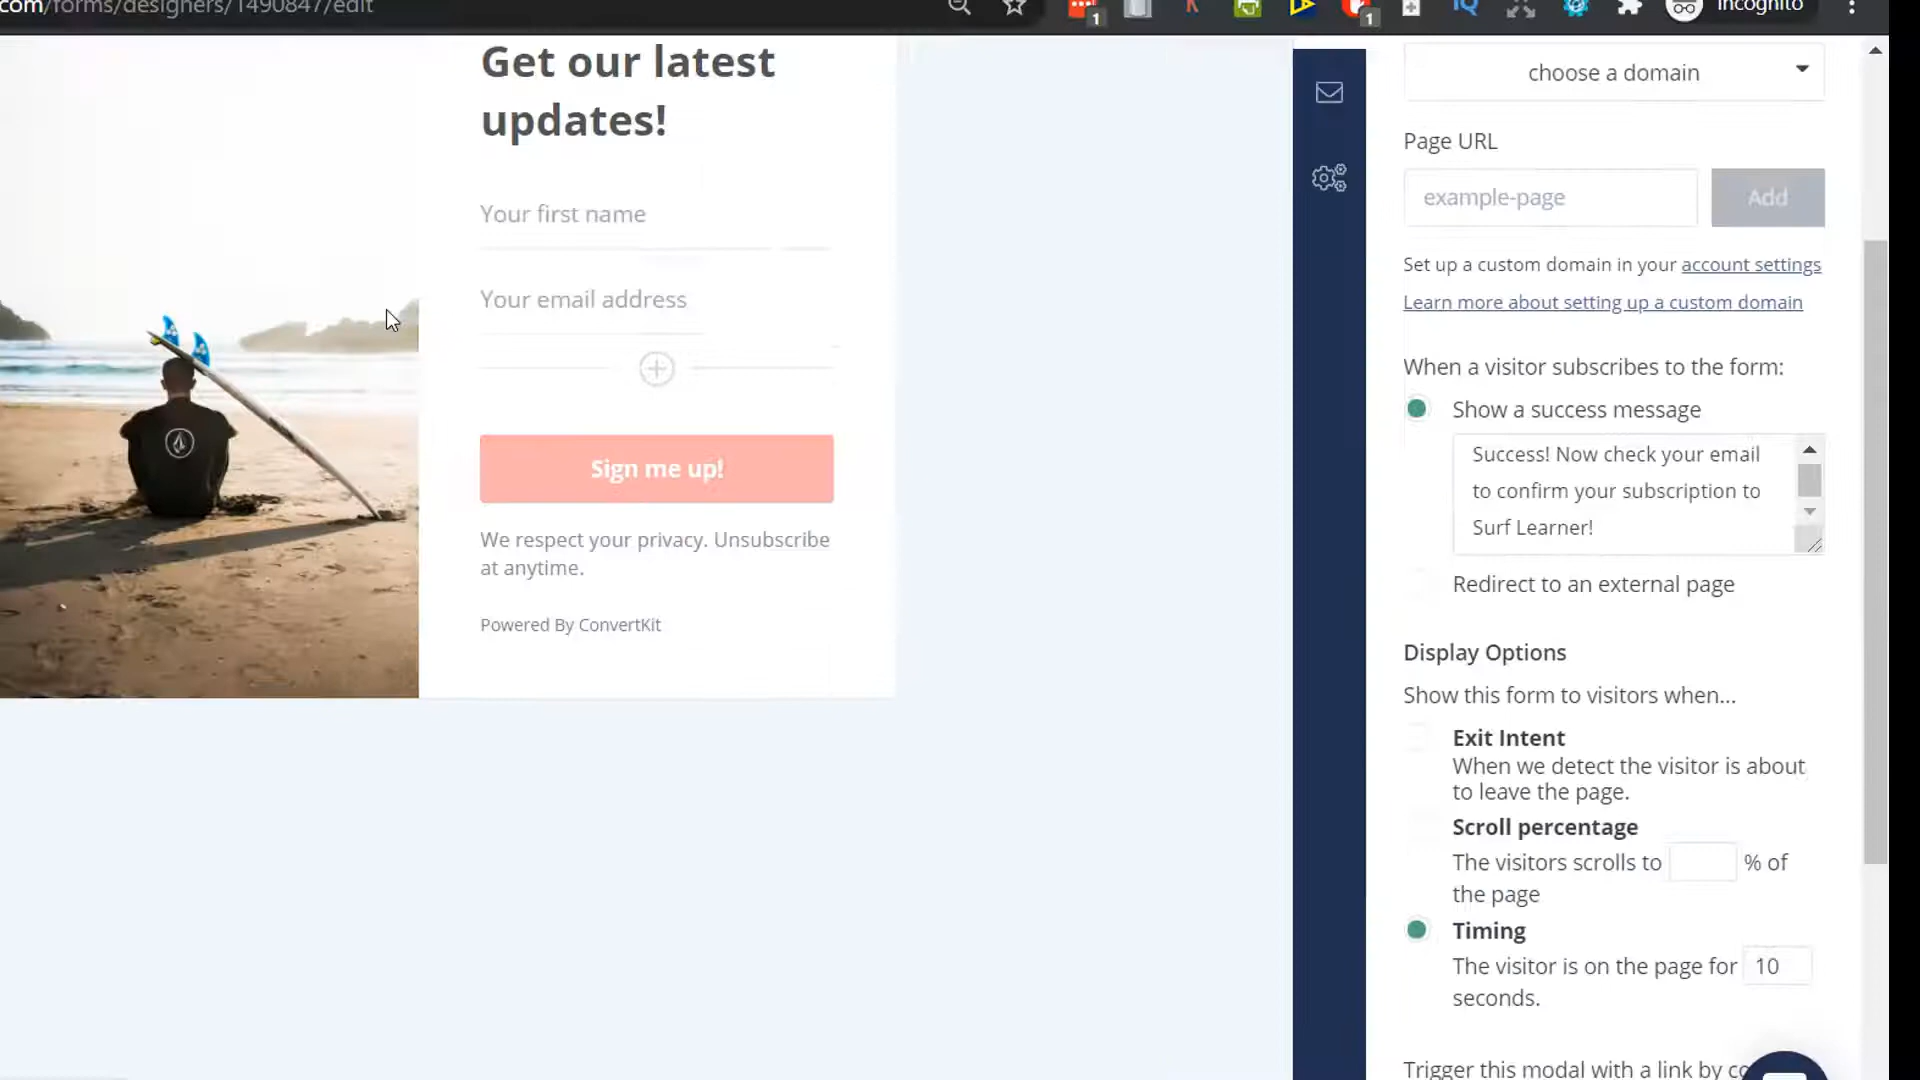 com/forms/designers/1490847/edit
1
1
Incognito
Get our latest
updates!
Your first name
Your email address
Sign me up!
We respect your privacy. Unsubscribe
at anytime.
Powered By ConvertKit
choose a domain
Page URL
example-page
Add
Set up a custom domain in your account settings
Learn more about setting up a custom domain
When a visitor subscribes to the form:
Show a success message
Success! Now check your email
to confirm your subscription to
Surf Learner!
Redirect to an external page
Display Options
Show this form to visitors when...
Exit Intent
When we detect the visitor is about
to leave the page.
Scroll percentage
The visitors scrolls to % of
the page
Timing
The visitor is on the page for 10
seconds.
Trigger this modal with a link by